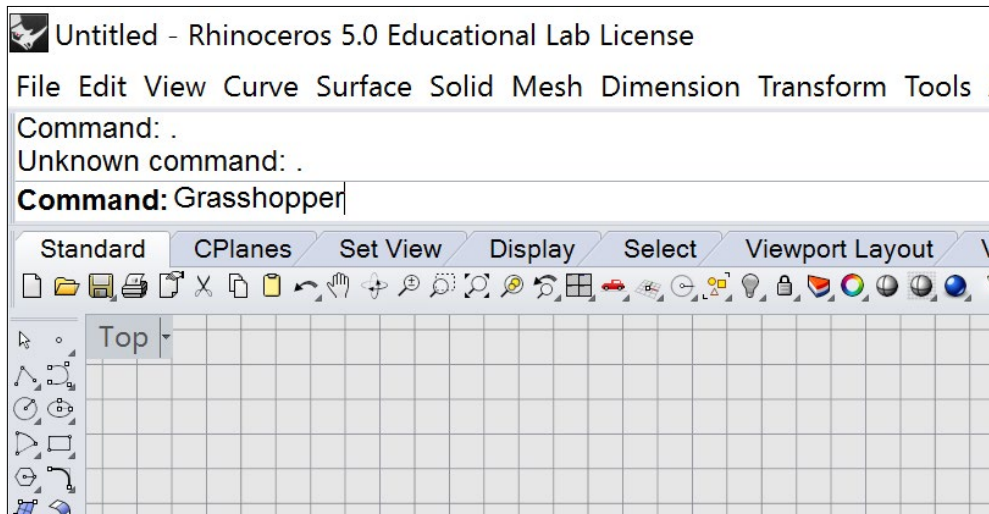 Untitled - Rhinoceros 5.0 Educational Lab License
File Edit View Curve Surface Solid Mesh Dimension Transform Tools
Command: .
Unknown command: .
Command: Grasshopper
Standard CPlanes Set View Display Select Viewport Layout
Top